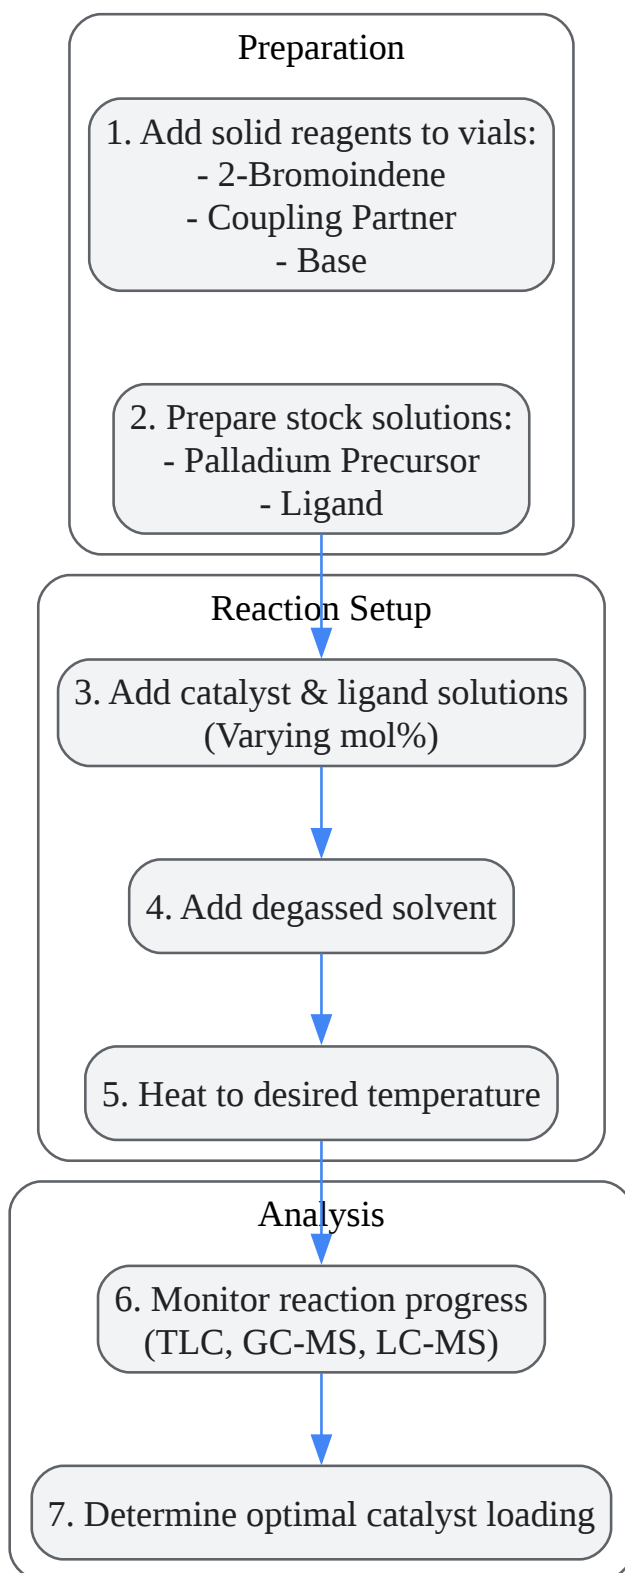 Preparation
1. Add solid reagents to vials:
- 2-Bromoindene
- Coupling Partner
- Base
2. Prepare stock solutions:
- Palladium Precursor
- Ligand
Reaction Setup
3. Add catalyst & ligand solutions
(Varying mol%)
4. Add degassed solvent
5. Heat to desired temperature
Analysis
6. Monitor reaction progress
(TLC, GC-MS, LC-MS)
7. Determine optimal catalyst loading